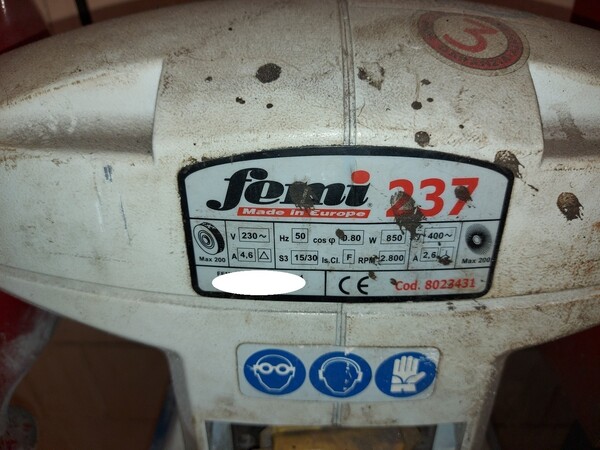 3
femi 237
Made in Europe
V 230~ Hz 50 cos φ 0.80 W 850 400~
Max 200 A 4,6 △ S3 15/30 Is.Cl. F RPM 2.800 A 2,6 Max 200
CE Cod. 8023431